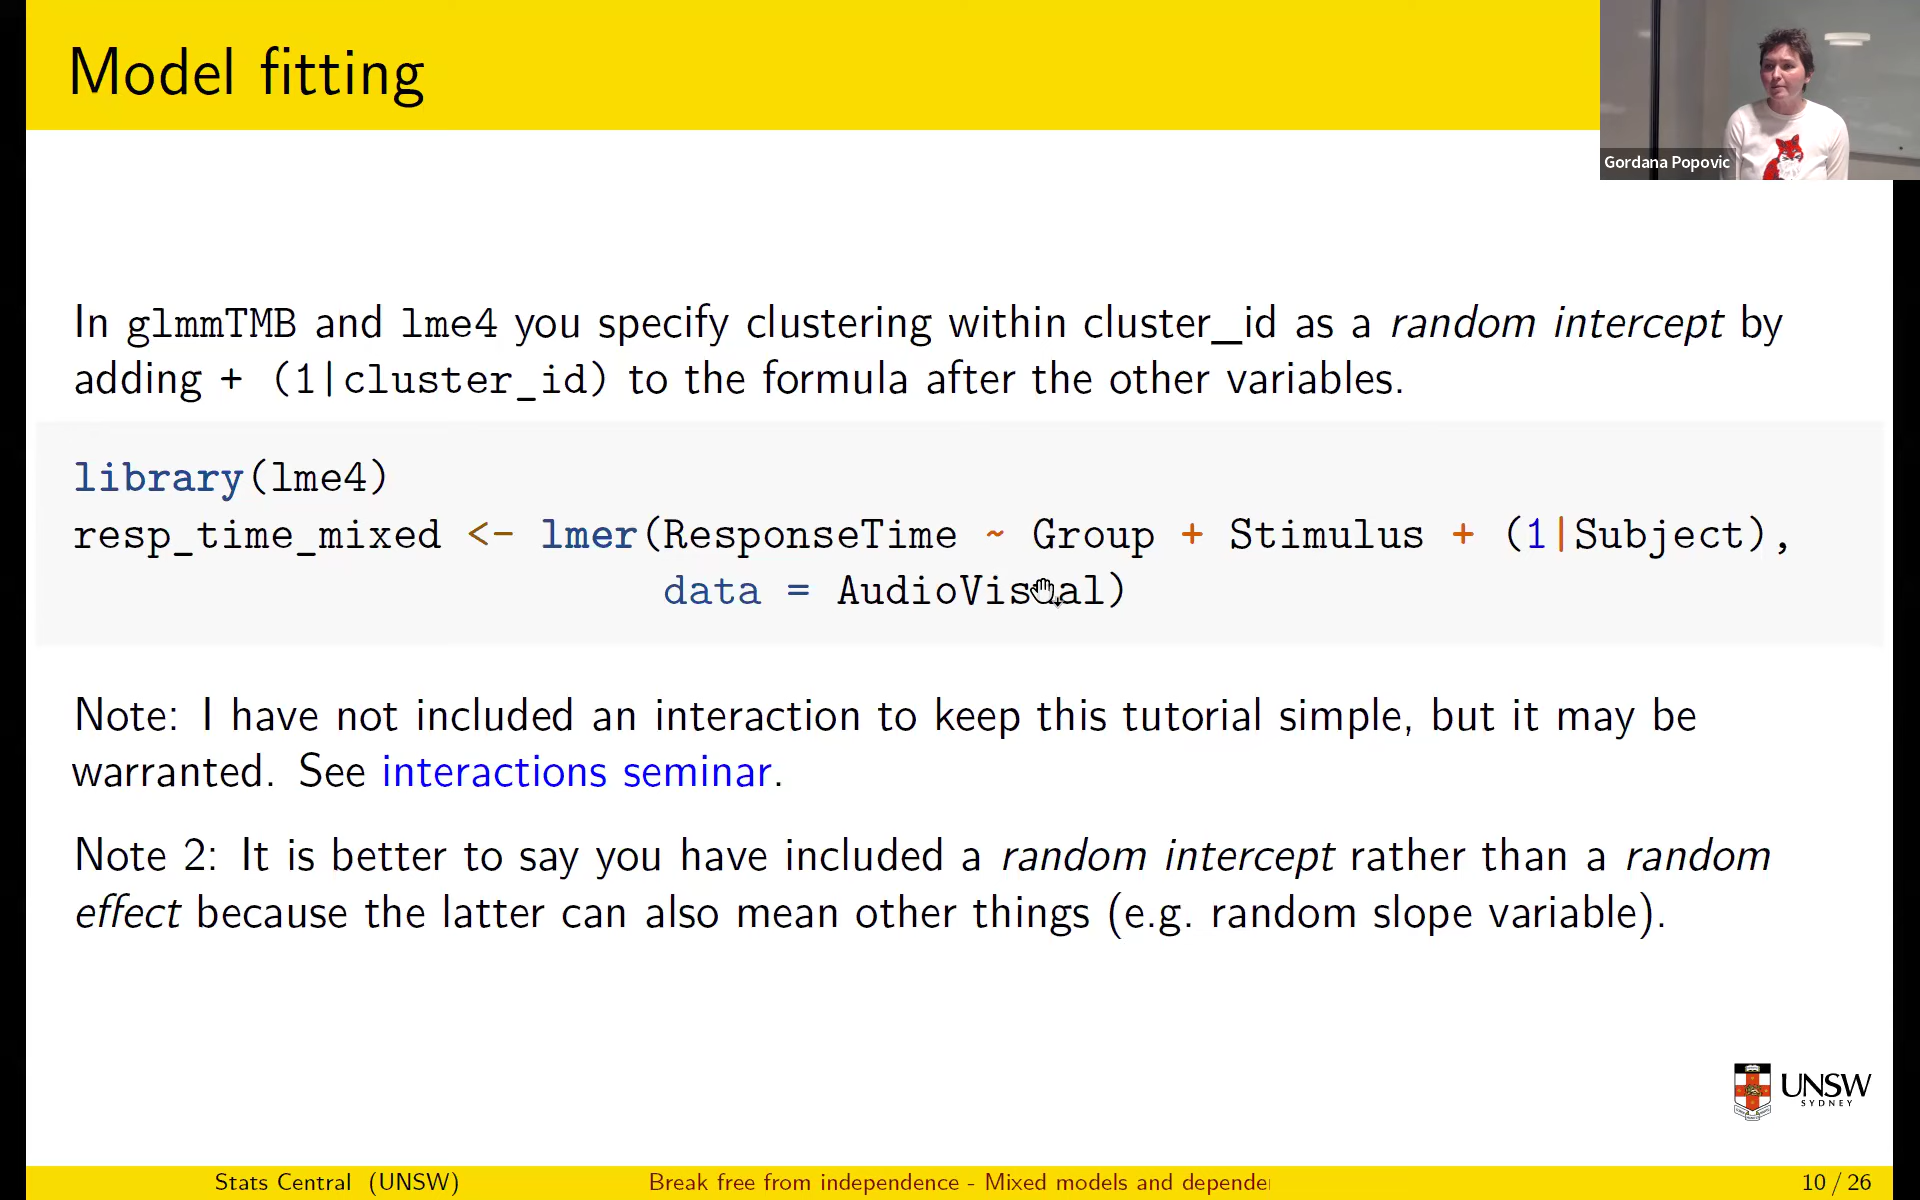 Model fitting
Gordana Popovic
In glmmTMB and lme4 you specify clustering within cluster_id as a random intercept by
adding + (1|cluster_id) to the formula after the other variables.
library(lme4)
resp_time_mixed <- lmer(ResponseTime ~ Group + Stimulus + (1|Subject),
data = AudioVisual)
Note: I have not included an interaction to keep this tutorial simple, but it may be
warranted. See interactions seminar.
Note 2: It is better to say you have included a random intercept rather than a random
effect because the latter can also mean other things (e.g. random slope variable).
UNSW
SYDNEY
Stats Central (UNSW)
Break free from independence - Mixed models and depende
10 / 26